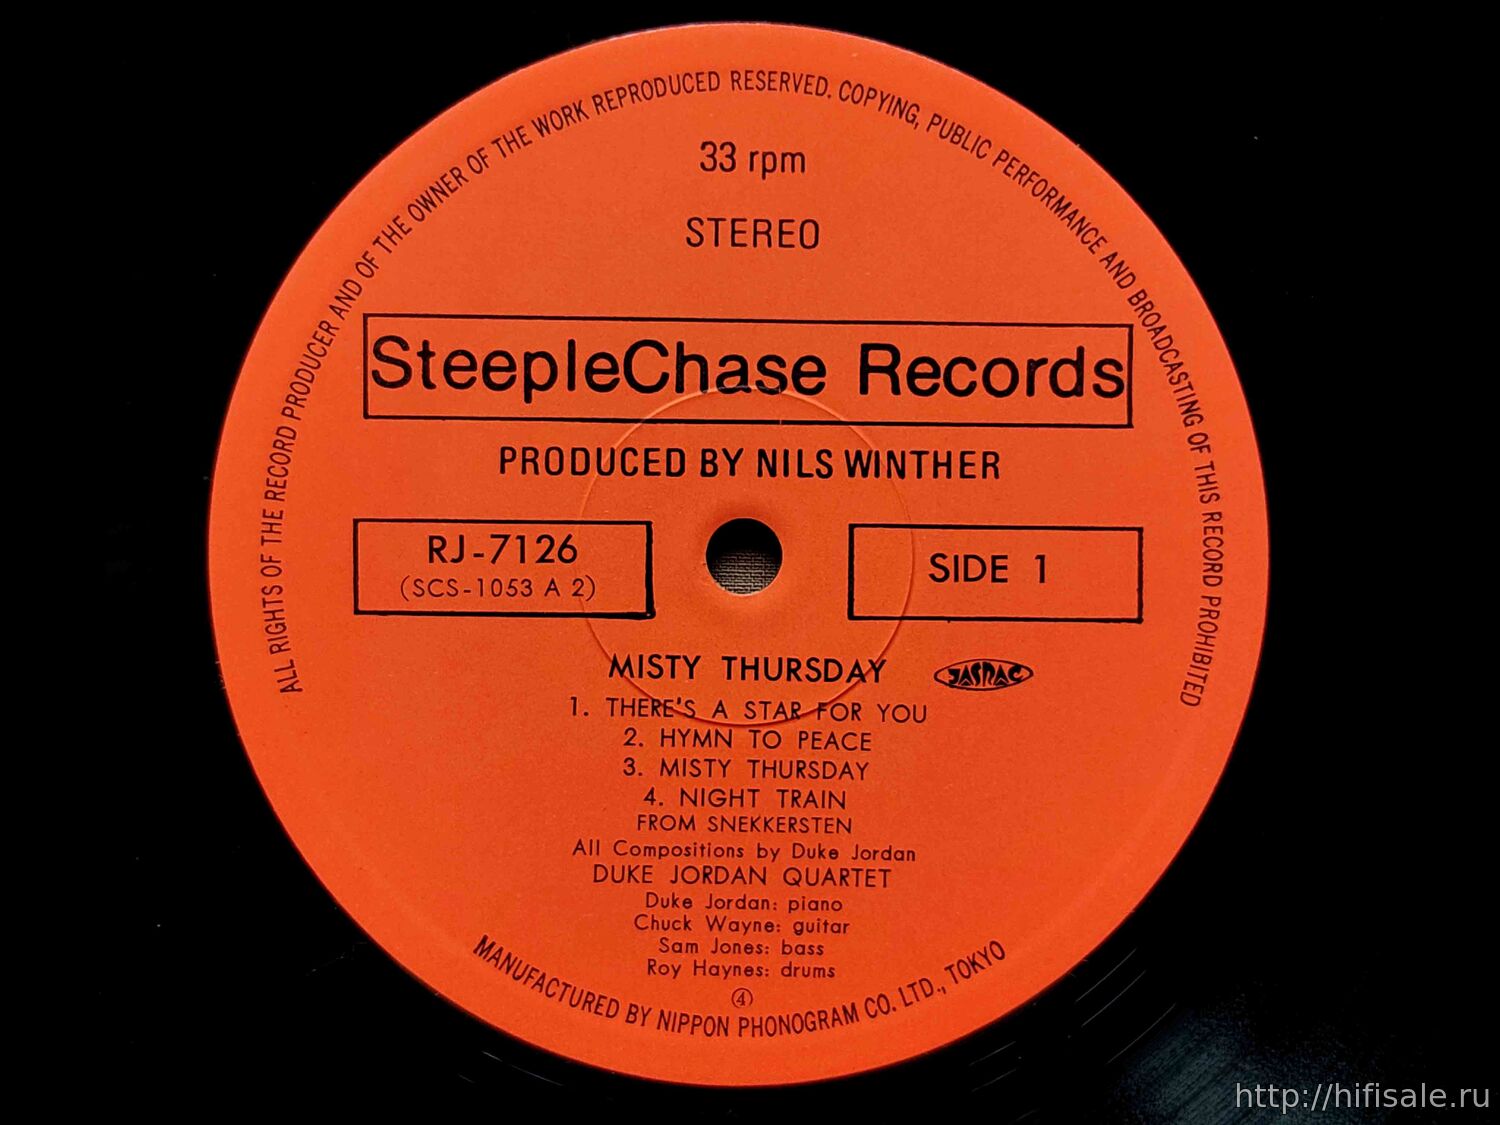 ALL RIGHTS OF THE RECORD PRODUCER AND OF THE OWNER OF THE WORK REPRODUCED RESERVED. COPYING, PUBLIC PERFORMANCE AND BROADCASTING OF THIS RECORD PROHIBITED
33 rpm
STEREO
SteepleChase Records
PRODUCED BY NILS WINTHER
RJ-7126
(SCS-1053 A 2)
SIDE 1
MISTY THURSDAY
JASRAC
1. THERE'S A STAR FOR YOU
2. HYMN TO PEACE
3. MISTY THURSDAY
4. NIGHT TRAIN
FROM SNEKKERSTEN
All Compositions by Duke Jordan
DUKE JORDAN QUARTET
Duke Jordan: piano
Chuck Wayne: guitar
Sam Jones: bass
Roy Haynes: drums
④
MANUFACTURED BY NIPPON PHONOGRAM CO. LTD., TOKYO
http://hifisale.ru